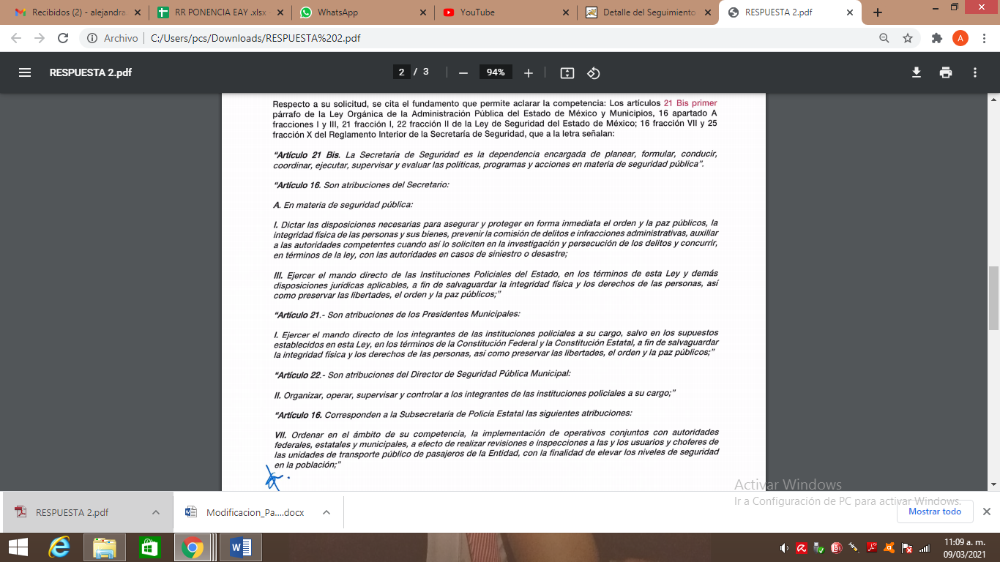 Recibidos (2) - alejandra
RR PONENCIA EAY .xlsx
WhatsApp
YouTube
Detalle del Seguimiento
RESPUESTA 2.pdf
Archivo
C:/Users/pcs/Downloads/RESPUESTA%202.pdf
A
RESPUESTA 2.pdf
2 / 3
94%
Respecto a su solicitud, se cita el fundamento que permite aclarar la competencia: Los artículos 21 Bis primer
párrafo de la Ley Orgánica de la Administración Pública del Estado de México y Municipios, 16 apartado A
fracciones I y III, 21 fracción I, 22 fracción II de la Ley de Seguridad del Estado de México; 16 fracción VII y 25
fracción X del Reglamento Interior de la Secretaría de Seguridad, que a la letra señalan:
“Artículo 21 Bis. La Secretaría de Seguridad es la dependencia encargada de planear, formular, conducir,
coordinar, ejecutar, supervisar y evaluar las políticas, programas y acciones en materia de seguridad pública”.
“Artículo 16. Son atribuciones del Secretario:
A. En materia de seguridad pública:
I. Dictar las disposiciones necesarias para asegurar y proteger en forma inmediata el orden y la paz públicos, la
integridad física de las personas y sus bienes, prevenir la comisión de delitos e infracciones administrativas, auxiliar
a las autoridades competentes cuando así lo soliciten en la investigación y persecución de los delitos y concurrir,
en términos de la ley, con las autoridades en casos de siniestro o desastre;
III. Ejercer el mando directo de las Instituciones Policiales del Estado, en los términos de esta Ley y demás
disposiciones jurídicas aplicables, a fin de salvaguardar la integridad física y los derechos de las personas, así
como preservar las libertades, el orden y la paz públicos;”
“Artículo 21.- Son atribuciones de los Presidentes Municipales:
I. Ejercer el mando directo de los integrantes de las instituciones policiales a su cargo, salvo en los supuestos
establecidos en esta Ley, en los términos de la Constitución Federal y la Constitución Estatal, a fin de salvaguardar
la integridad física y los derechos de las personas, así como preservar las libertades, el orden y la paz públicos;”
“Artículo 22.- Son atribuciones del Director de Seguridad Pública Municipal:
II. Organizar, operar, supervisar y controlar a los integrantes de las instituciones policiales a su cargo;”
“Artículo 16. Corresponden a la Subsecretaría de Policía Estatal las siguientes atribuciones:
VII. Ordenar en el ámbito de su competencia, la implementación de operativos conjuntos con autoridades
federales, estatales y municipales, a efecto de realizar revisiones e inspecciones a las y los usuarios y choferes de
las unidades de transporte público de pasajeros de la Entidad, con la finalidad de elevar los niveles de seguridad
en la población;”
Activar Windows
Ir a Configuración de PC para activar Windows.
RESPUESTA 2.pdf
Modificacion_Pa....docx
Mostrar todo
11:09 a. m.
09/03/2021